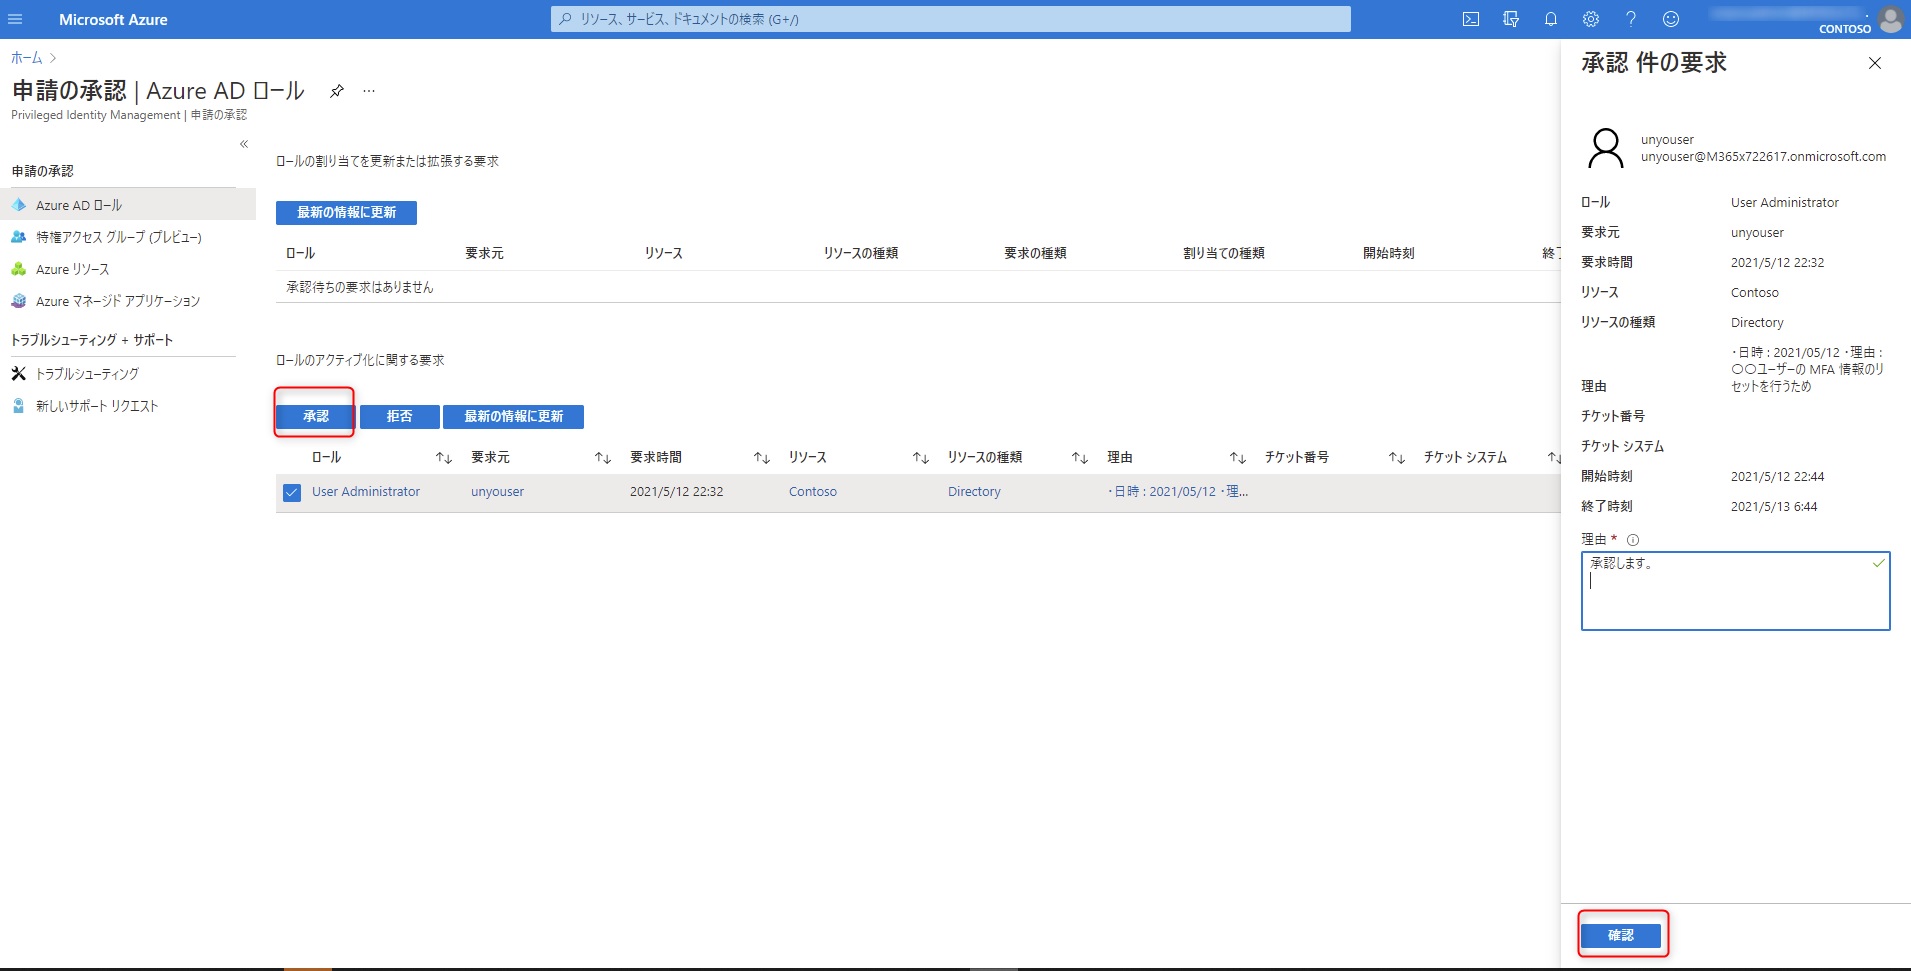 Microsoft Azure
リソース、サービス、ドキュメントの検索 (G+/)
CONTOSO
ホーム
申請の承認 | Azure AD ロール
Privileged Identity Management | 申請の承認
申請の承認
Azure AD ロール
特権アクセス グループ (プレビュー)
Azure リソース
Azure マネージド アプリケーション
トラブルシューティング + サポート
トラブルシューティング
新しいサポート リクエスト
ロールの割り当てを更新または拡張する要求
最新の情報に更新
ロール 要求元 リソース リソースの種類 要求の種類 割り当ての種類 開始時刻
承認待ちの要求はありません
ロールのアクティブ化に関する要求
承認 拒否 最新の情報に更新
ロール 要求元 要求時間 リソース リソースの種類 理由 チケット番号 チケット システム
User Administrator unyouser 2021/5/12 22:32 Contoso Directory ・日時 : 2021/05/12 ・理...
承認 件の要求
unyouser
unyouser@M365x722617.onmicrosoft.com
ロール User Administrator
要求元 unyouser
要求時間 2021/5/12 22:32
リソース Contoso
リソースの種類 Directory
・日時 : 2021/05/12 ・理由 :
〇〇ユーザーの MFA 情報のリ
理由 セットを行うため
チケット番号
チケット システム
開始時刻 2021/5/12 22:44
終了時刻 2021/5/13 6:44
理由 *
承認します。
確認